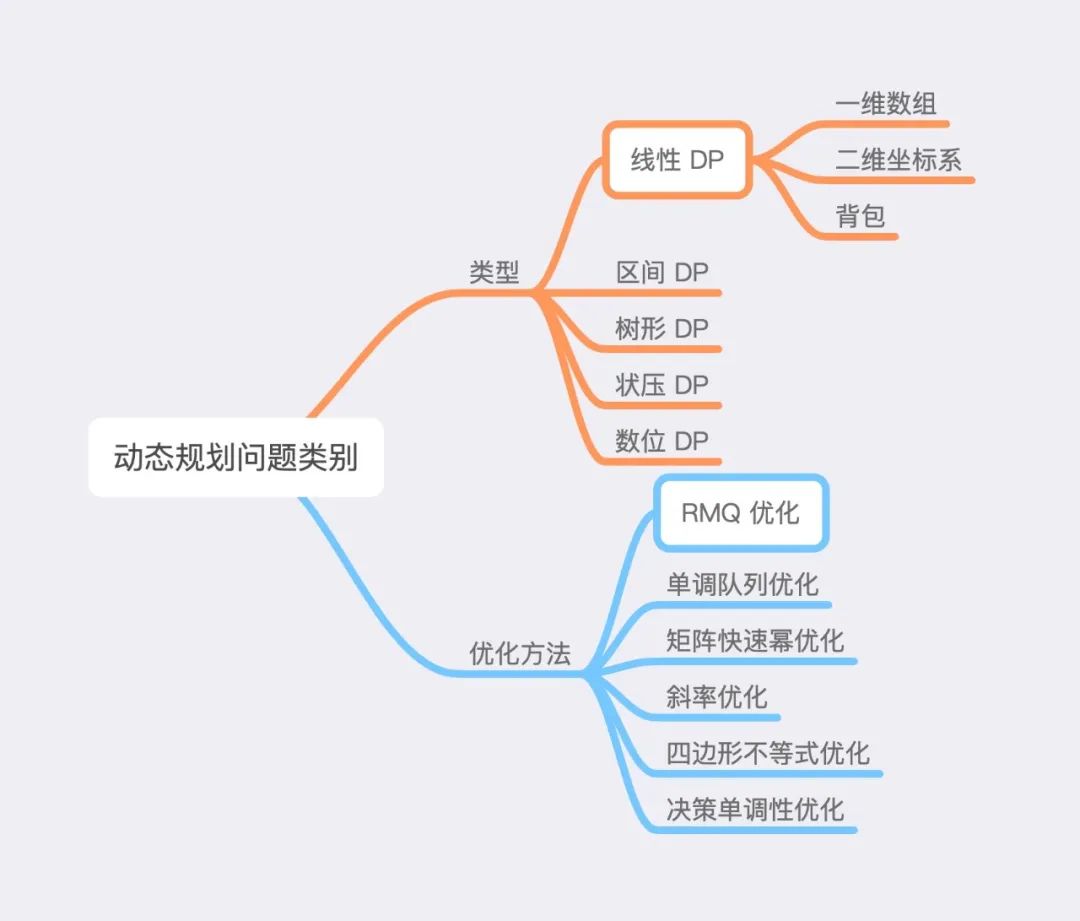 动态规划问题类别
类型
线性 DP
一维数组
二维坐标系
背包
区间 DP
树形 DP
状压 DP
数位 DP
优化方法
RMQ 优化
单调队列优化
矩阵快速幂优化
斜率优化
四边形不等式优化
决策单调性优化